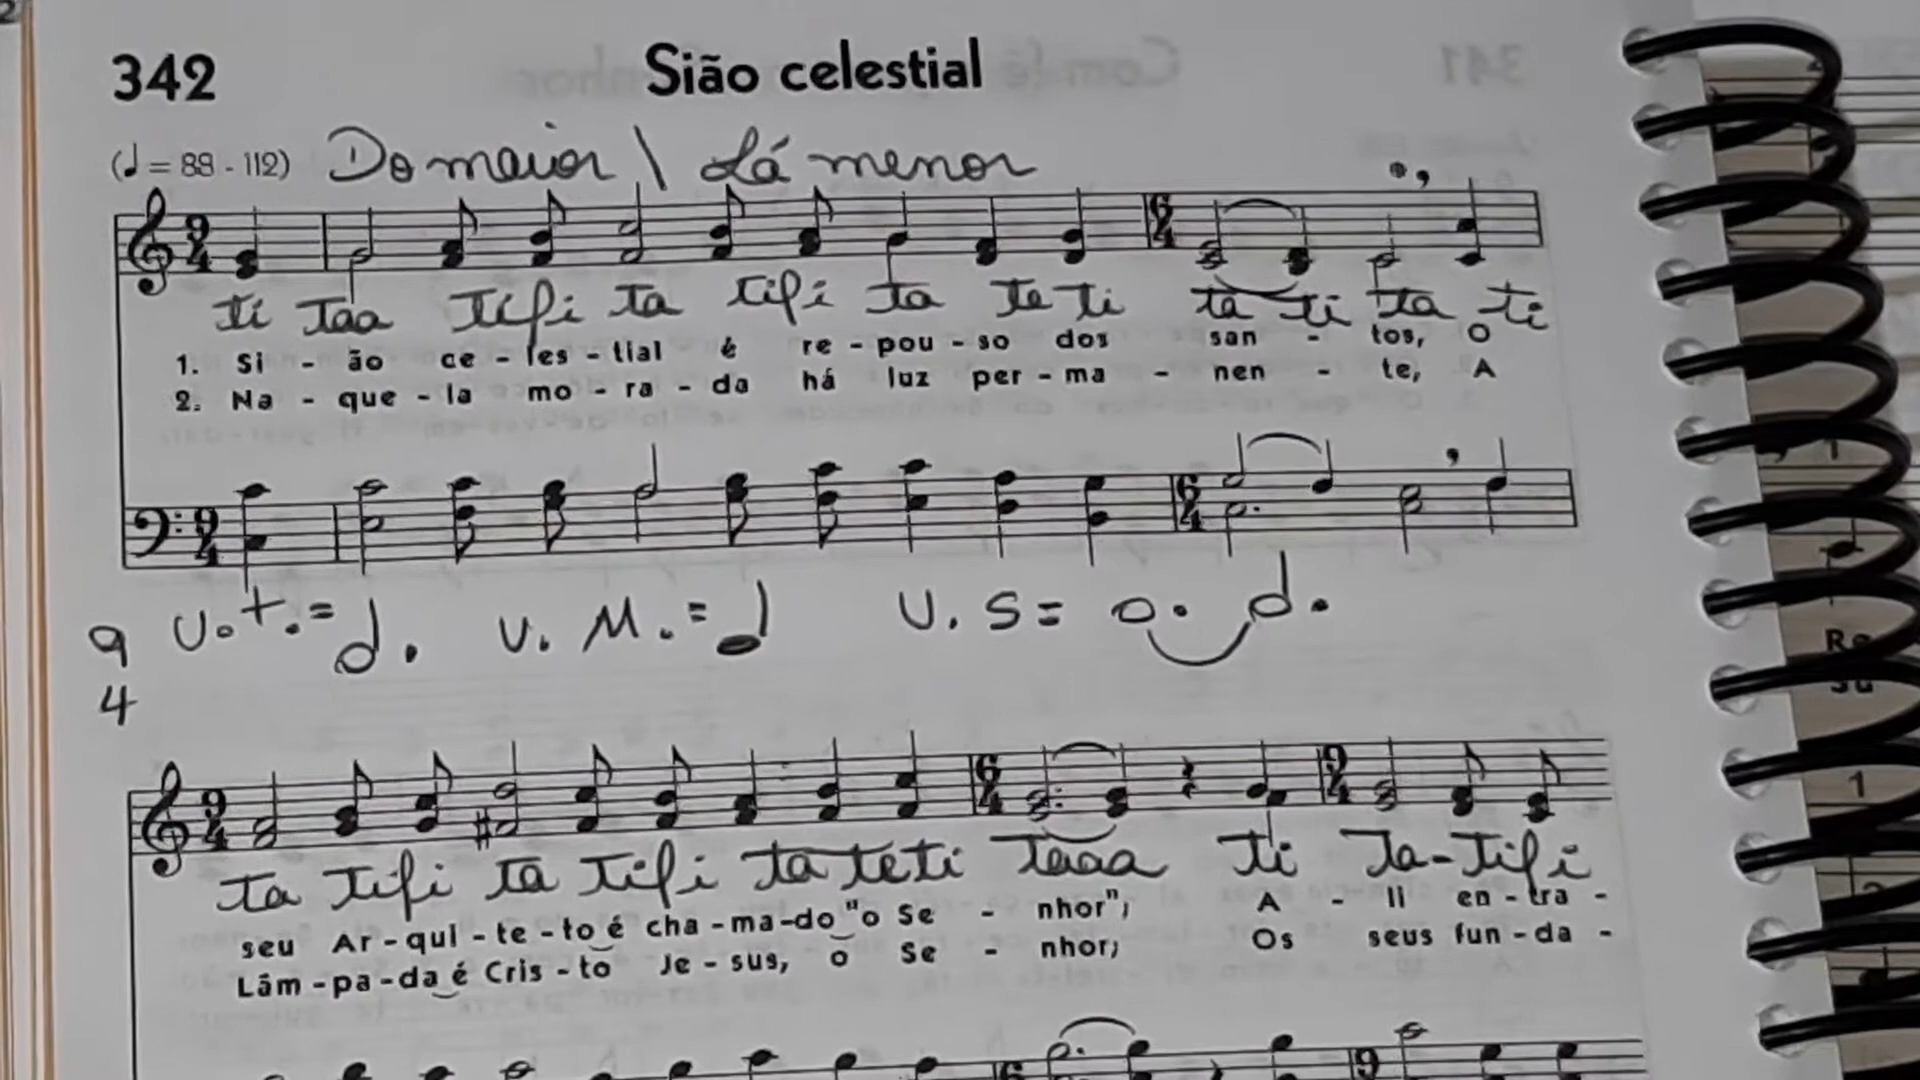 342 Sião celestial
(♩ = 88 - 112) Do maior \ Lá menor
ti taa tifi ta tifi ta te ti ta ti ta ti
1. Si - ão ce - les - tial é re - pou - so dos san - tos, O
2. Na - que - la mo - ra - da há luz per - ma - nen - te, A
9 U.t.= 𝅗𝅥. U. M.= ♩ U. S= o. 𝅗𝅥.
4
ta tifi ta tifi ta te ti taaa ti Ta-tifi
seu Ar - qui - te - to é cha - ma - do "o Se - nhor"; A - li en - tra -
Lâm - pa - da é Cris - to Je - sus, o Se - nhor; Os seus fun - da -